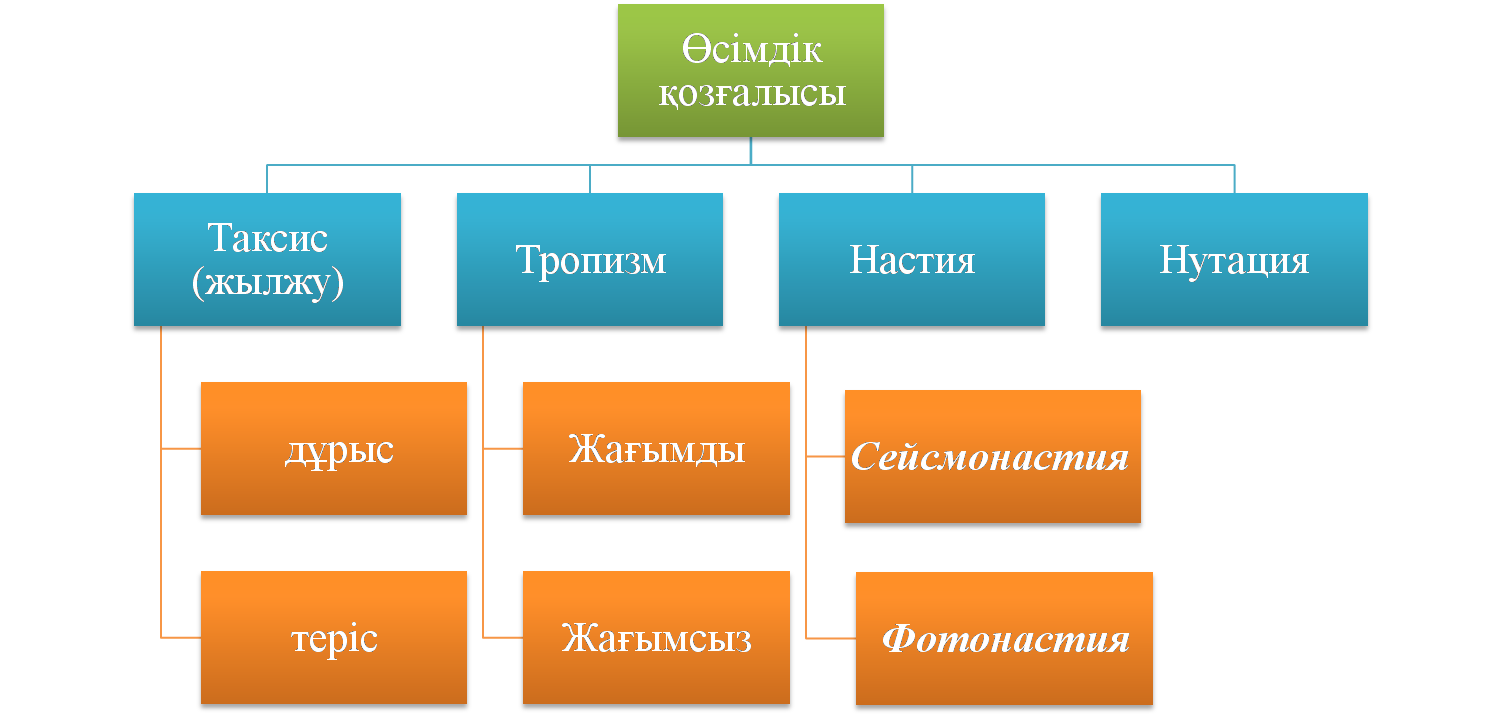 Өсімдік
қозғалысы
Таксис
(жылжу)
Тропизм
Настия
Нутация
дұрыс
Жағымды
Сейсмонастия
теріс
Жағымсыз
Фотонастия